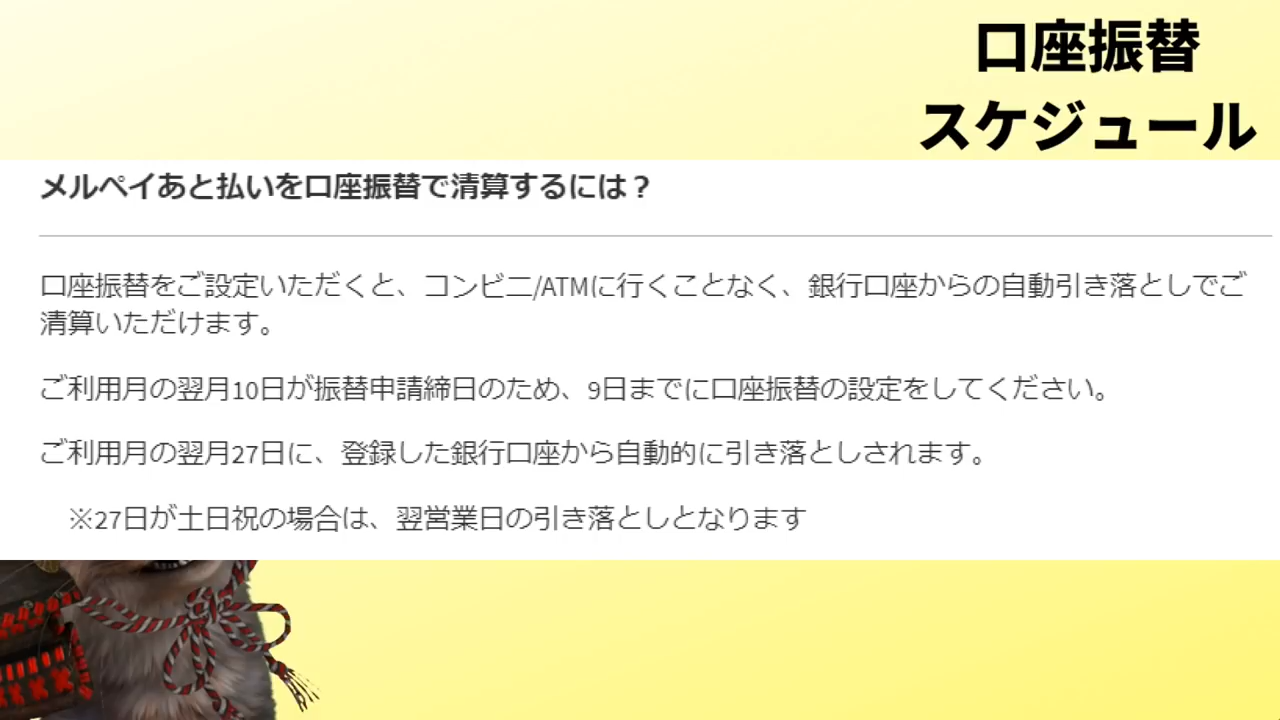 口座振替
スケジュール
メルペイあと払いを口座振替で清算するには？
口座振替をご設定いただくと、コンビニ/ATMに行くことなく、銀行口座からの自動引き落としでご
清算いただけます。
ご利用月の翌月10日が振替申請締日のため、9日までに口座振替の設定をしてください。
ご利用月の翌月27日に、登録した銀行口座から自動的に引き落としされます。
※27日が土日祝の場合は、翌営業日の引き落としとなります